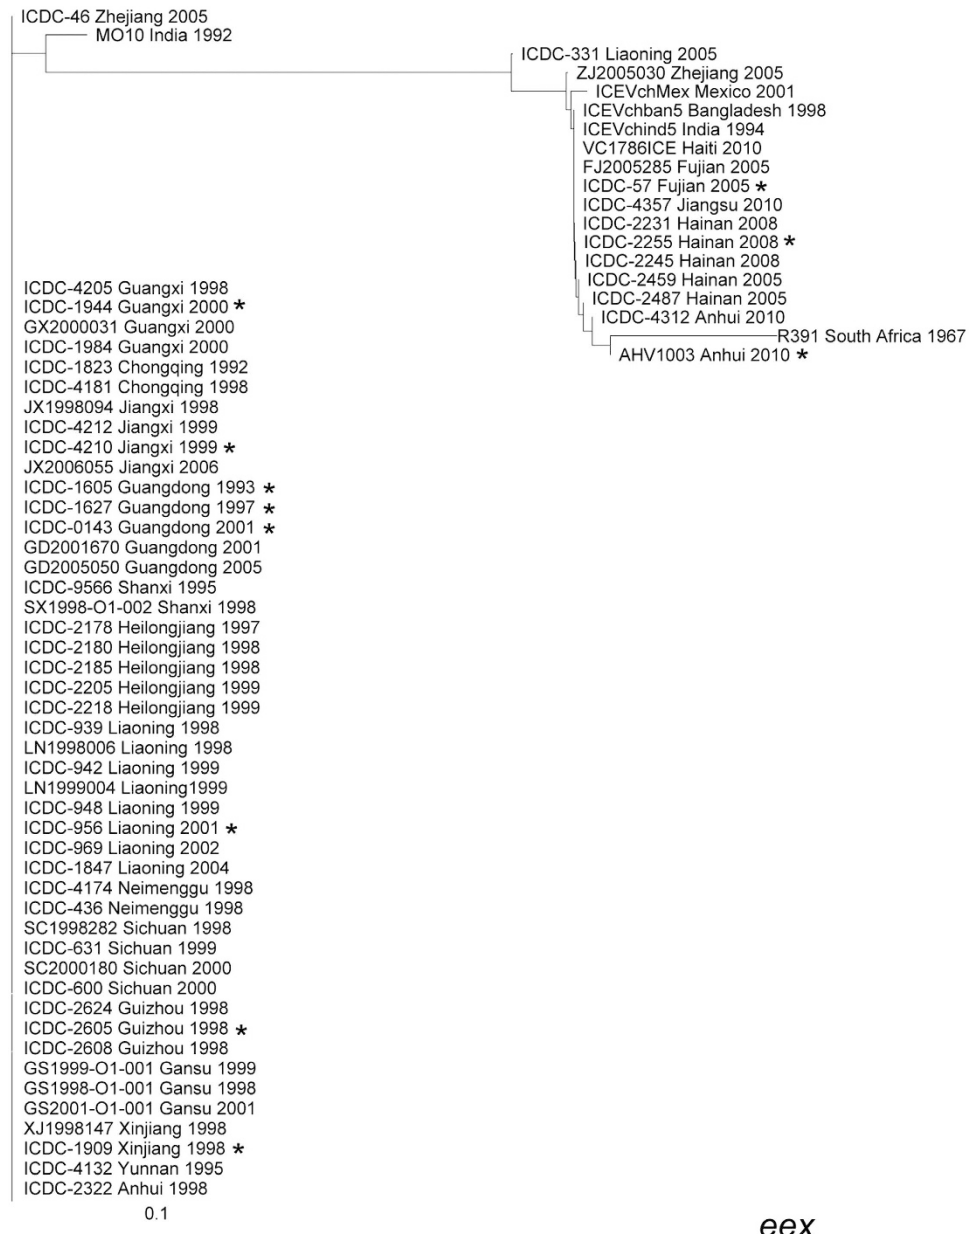 ICDC-46 Zhejiang 2005
MO10 India 1992
ICDC-331 Liaoning 2005
ZJ2005030 Zhejiang 2005
ICEVchMex Mexico 2001
ICEVchban5 Bangladesh 1998
ICEVchind5 India 1994
VC1786ICE Haiti 2010
FJ2005285 Fujian 2005
ICDC-57 Fujian 2005 *
ICDC-4357 Jiangsu 2010
ICDC-2231 Hainan 2008
ICDC-2255 Hainan 2008 *
ICDC-2245 Hainan 2008
ICDC-2459 Hainan 2005
ICDC-2487 Hainan 2005
ICDC-4312 Anhui 2010
R391 South Africa 1967
AHV1003 Anhui 2010 *
ICDC-4205 Guangxi 1998
ICDC-1944 Guangxi 2000 *
GX2000031 Guangxi 2000
ICDC-1984 Guangxi 2000
ICDC-1823 Chongqing 1992
ICDC-4181 Chongqing 1998
JX1998094 Jiangxi 1998
ICDC-4212 Jiangxi 1999
ICDC-4210 Jiangxi 1999 *
JX2006055 Jiangxi 2006
ICDC-1605 Guangdong 1993 *
ICDC-1627 Guangdong 1997 *
ICDC-0143 Guangdong 2001 *
GD2001670 Guangdong 2001
GD2005050 Guangdong 2005
ICDC-9566 Shanxi 1995
SX1998-O1-002 Shanxi 1998
ICDC-2178 Heilongjiang 1997
ICDC-2180 Heilongjiang 1998
ICDC-2185 Heilongjiang 1998
ICDC-2205 Heilongjiang 1999
ICDC-2218 Heilongjiang 1999
ICDC-939 Liaoning 1998
LN1998006 Liaoning 1998
ICDC-942 Liaoning 1999
LN1999004 Liaoning1999
ICDC-948 Liaoning 1999
ICDC-956 Liaoning 2001 *
ICDC-969 Liaoning 2002
ICDC-1847 Liaoning 2004
ICDC-4174 Neimenggu 1998
ICDC-436 Neimenggu 1998
SC1998282 Sichuan 1998
ICDC-631 Sichuan 1999
SC2000180 Sichuan 2000
ICDC-600 Sichuan 2000
ICDC-2624 Guizhou 1998
ICDC-2605 Guizhou 1998 *
ICDC-2608 Guizhou 1998
GS1999-O1-001 Gansu 1999
GS1998-O1-001 Gansu 1998
GS2001-O1-001 Gansu 2001
XJ1998147 Xinjiang 1998
ICDC-1909 Xinjiang 1998 *
ICDC-4132 Yunnan 1995
ICDC-2322 Anhui 1998
0.1
eex